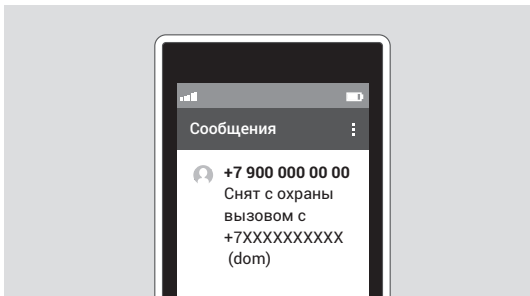 Сообщения
+7 900 000 00 00
Снят с охраны
вызовом с
+7XXXXXXXXXX
(dom)